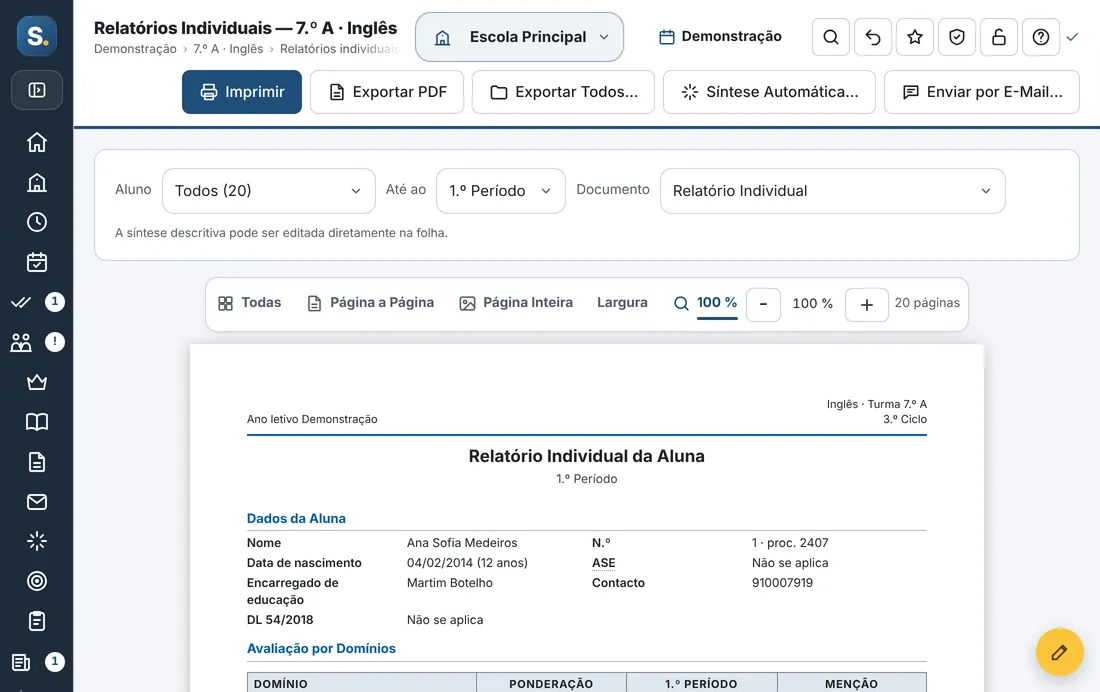 S.
Relatórios Individuais — 7.º A · Inglês
Demonstração › 7.º A · Inglês › Relatórios individuais
Escola Principal
Demonstração
Imprimir
Exportar PDF
Exportar Todos...
Síntese Automática...
Enviar por E-Mail...
Aluno
Todos (20)
Até ao
1.º Período
Documento
Relatório Individual
A síntese descritiva pode ser editada diretamente na folha.
1
!
1
Todas
Página a Página
Página Inteira
Largura
100 %
-
100 %
+
20 páginas
Inglês · Turma 7.º A
Ano letivo Demonstração
3.º Ciclo
Relatório Individual da Aluna
1.º Período
Dados da Aluna
Nome Ana Sofia Medeiros N.º 1 · proc. 2407
Data de nascimento 04/02/2014 (12 anos) ASE Não se aplica
Encarregado de educação Martim Botelho Contacto 910007919
DL 54/2018 Não se aplica
Avaliação por Domínios
DOMÍNIO PONDERAÇÃO 1.º PERÍODO MENÇÃO